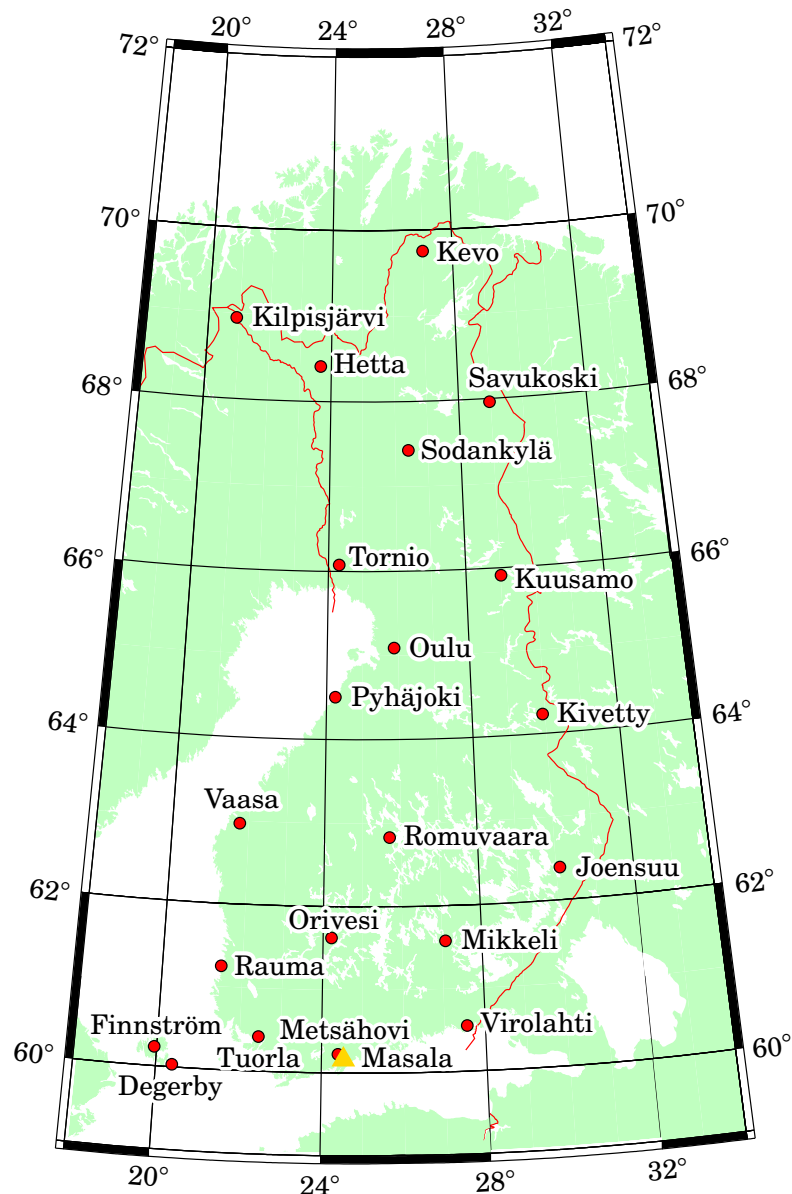 20° 24° 28° 32°
72° 72°
70° 70°
Kevo
Kilpisjärvi
Hetta
Savukoski
68° 68°
Sodankylä
66° 66°
Tornio
Kuusamo
Oulu
Pyhäjoki
Kivetty
64° 64°
Vaasa
Romuvaara
Joensuu
62° 62°
Orivesi
Mikkeli
Rauma
Finnström
Metsähovi
Virolahti
60° 60°
Tuorla
Masala
Degerby
20° 24° 28° 32°